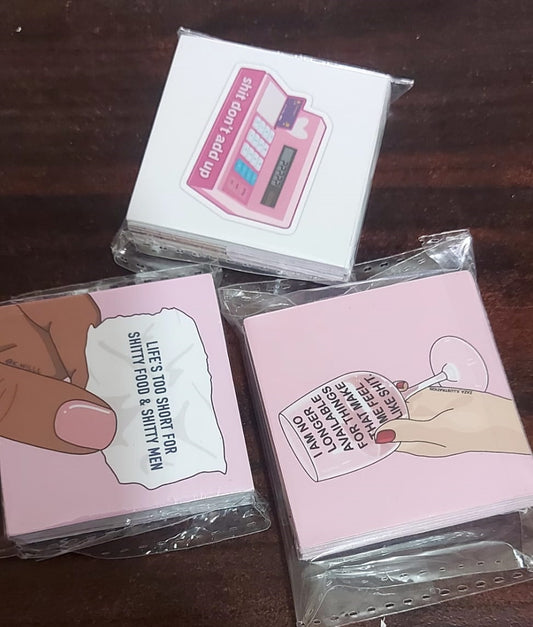 shit don't add up
LIFE'S TOO SHORT FOR
SHITTY FOOD & SHITTY MEN
I AM NO
LONGER
AVAILABLE
FOR THINGS
THAT MAKE
ME FEEL
LIKE SHIT.